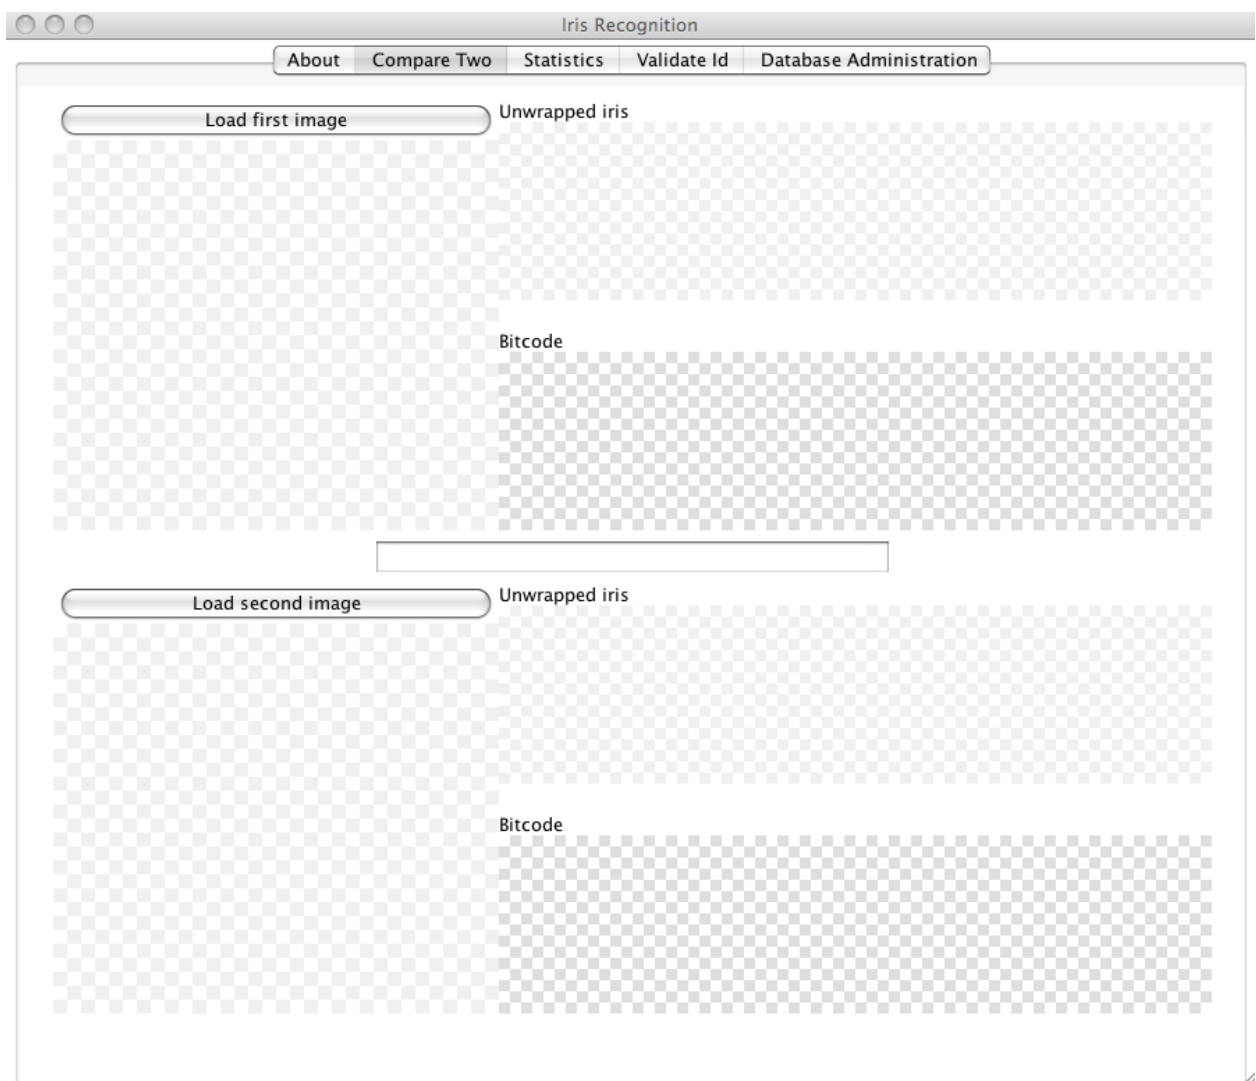 Iris Recognition
About Compare Two Statistics Validate Id Database Administration
Load first image
Unwrapped iris
Bitcode
Load second image
Unwrapped iris
Bitcode